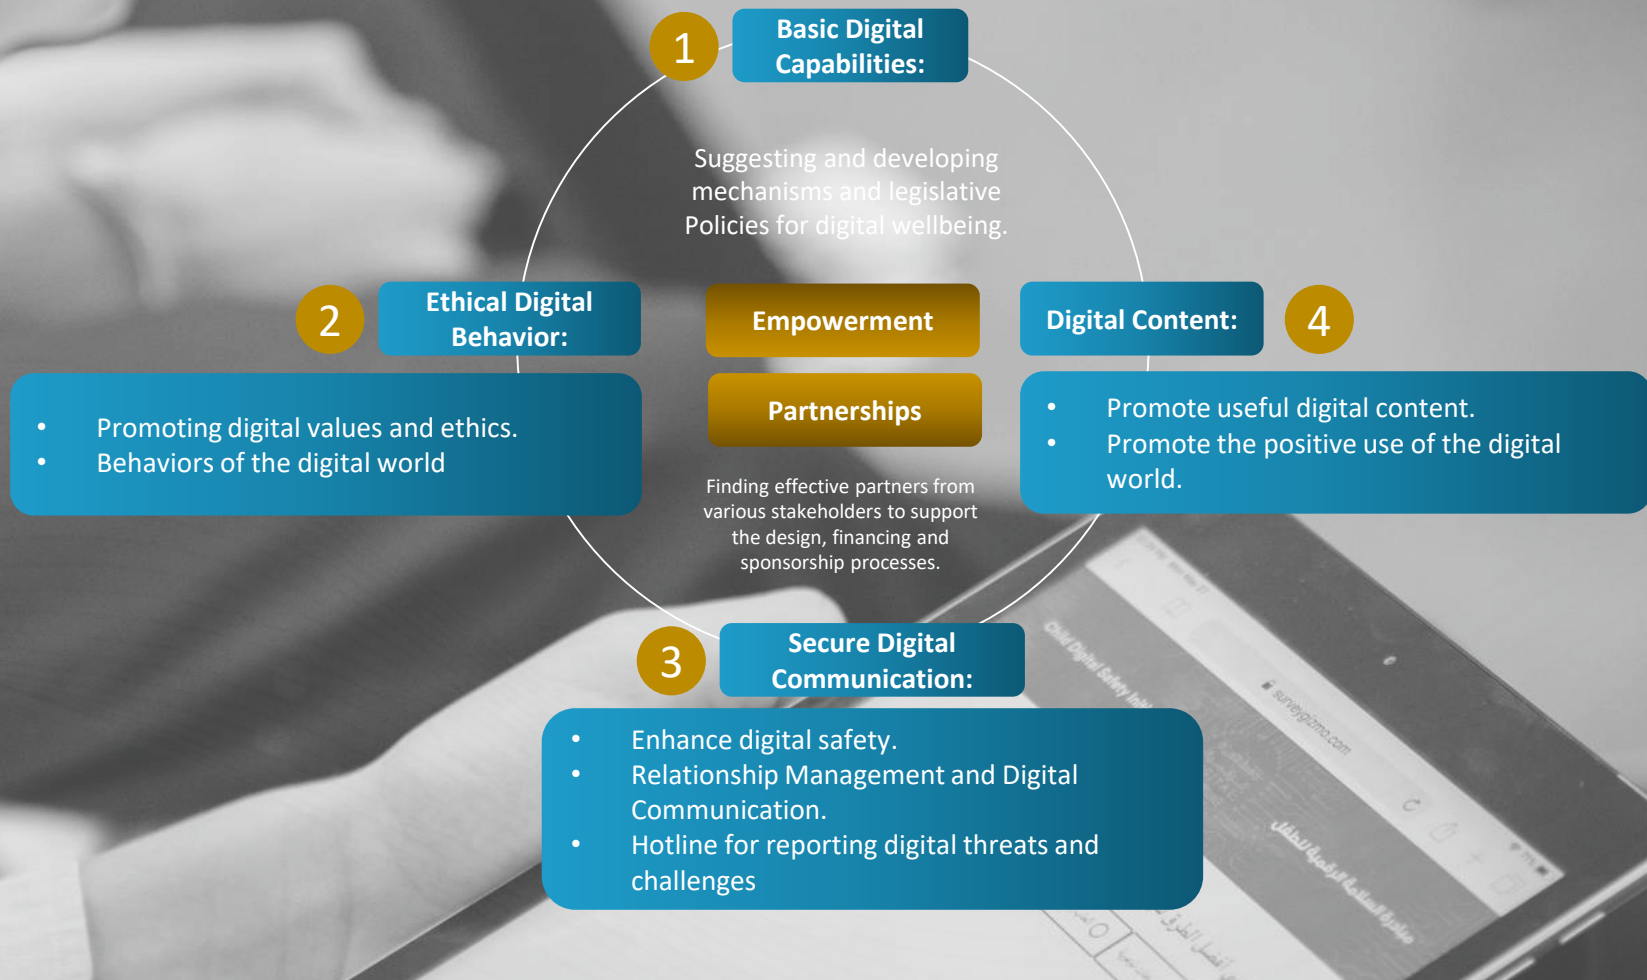 1
Basic Digital
Capabilities:
Suggesting and developing
mechanisms and legislative
Policies for digital wellbeing.
2
Ethical Digital
Behavior:
• Promoting digital values and ethics.
• Behaviors of the digital world
Empowerment
Partnerships
Finding effective partners from
various stakeholders to support
the design, financing and
sponsorship processes.
Digital Content:
4
• Promote useful digital content.
• Promote the positive use of the digital
world.
3
Secure Digital
Communication:
• Enhance digital safety.
• Relationship Management and Digital
Communication.
• Hotline for reporting digital threats and
challenges
surveygizmo.com
Child Digital Safety
مبادرة السلامة الرقمية للطفل
71%
أفضل الطرق